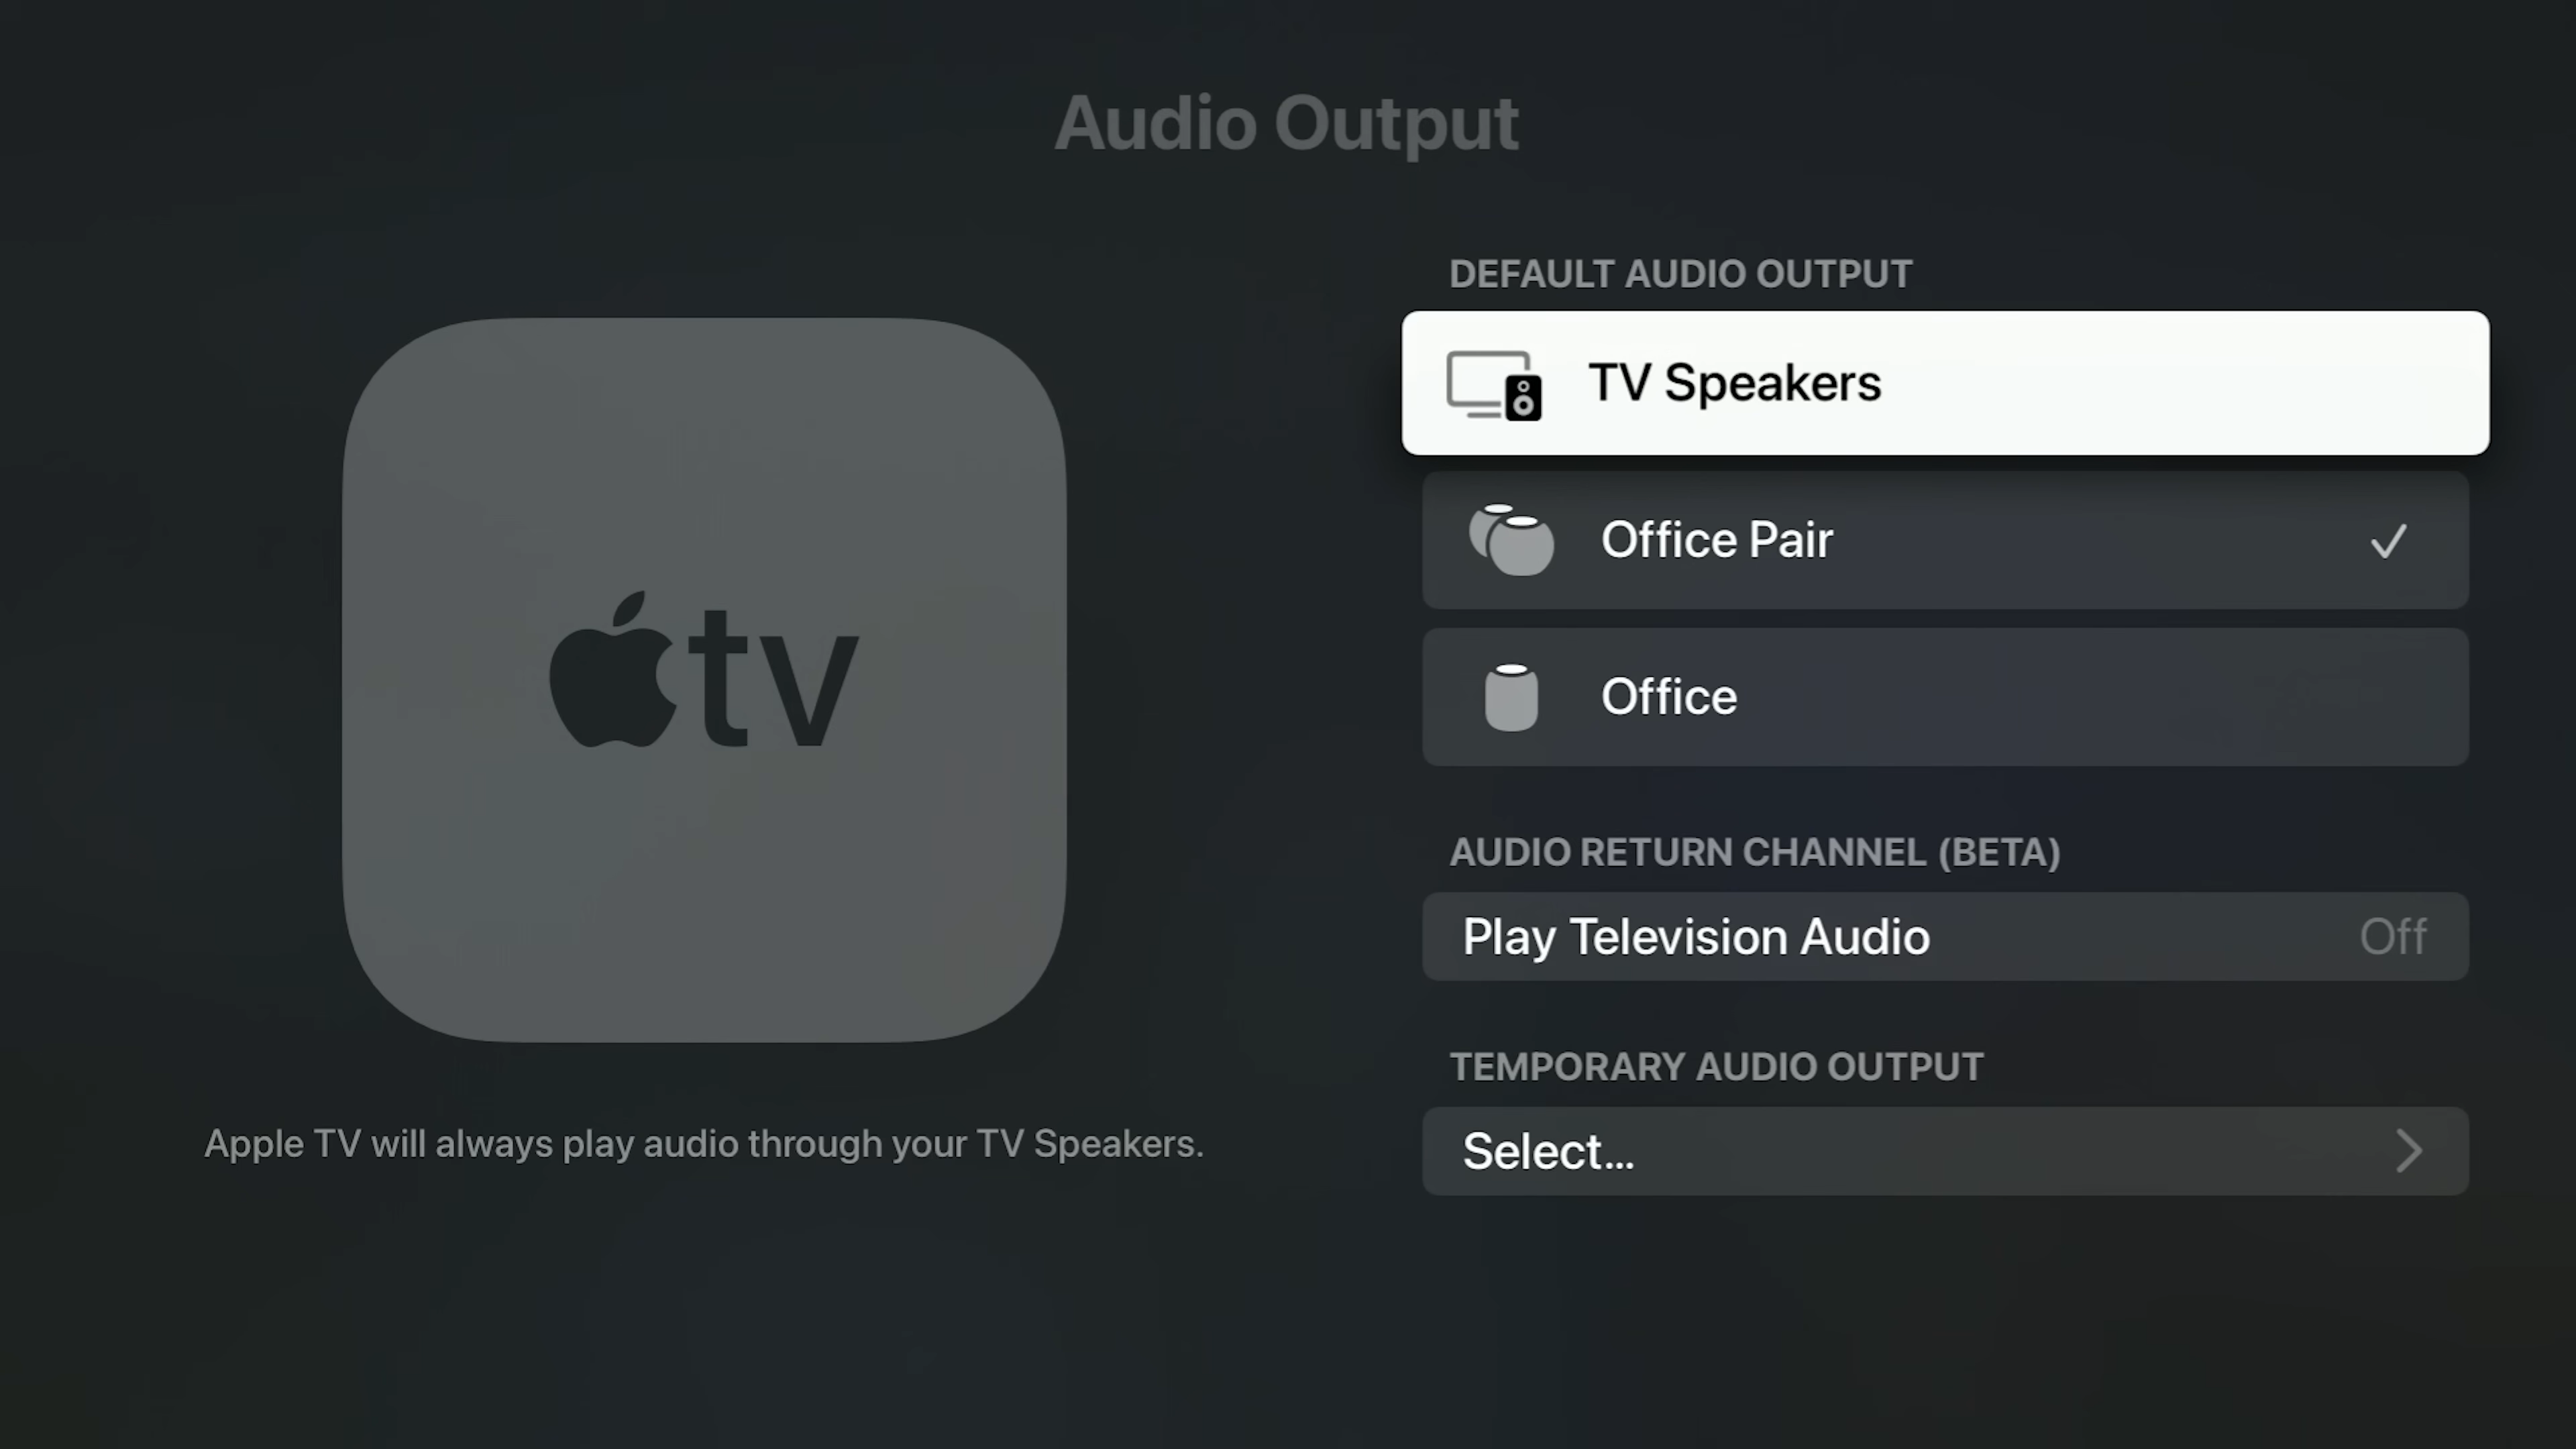 Audio Output
DEFAULT AUDIO OUTPUT
TV Speakers
Office Pair
Office
AUDIO RETURN CHANNEL (BETA)
Play Television Audio Off
TEMPORARY AUDIO OUTPUT
Select...
tv
Apple TV will always play audio through your TV Speakers.